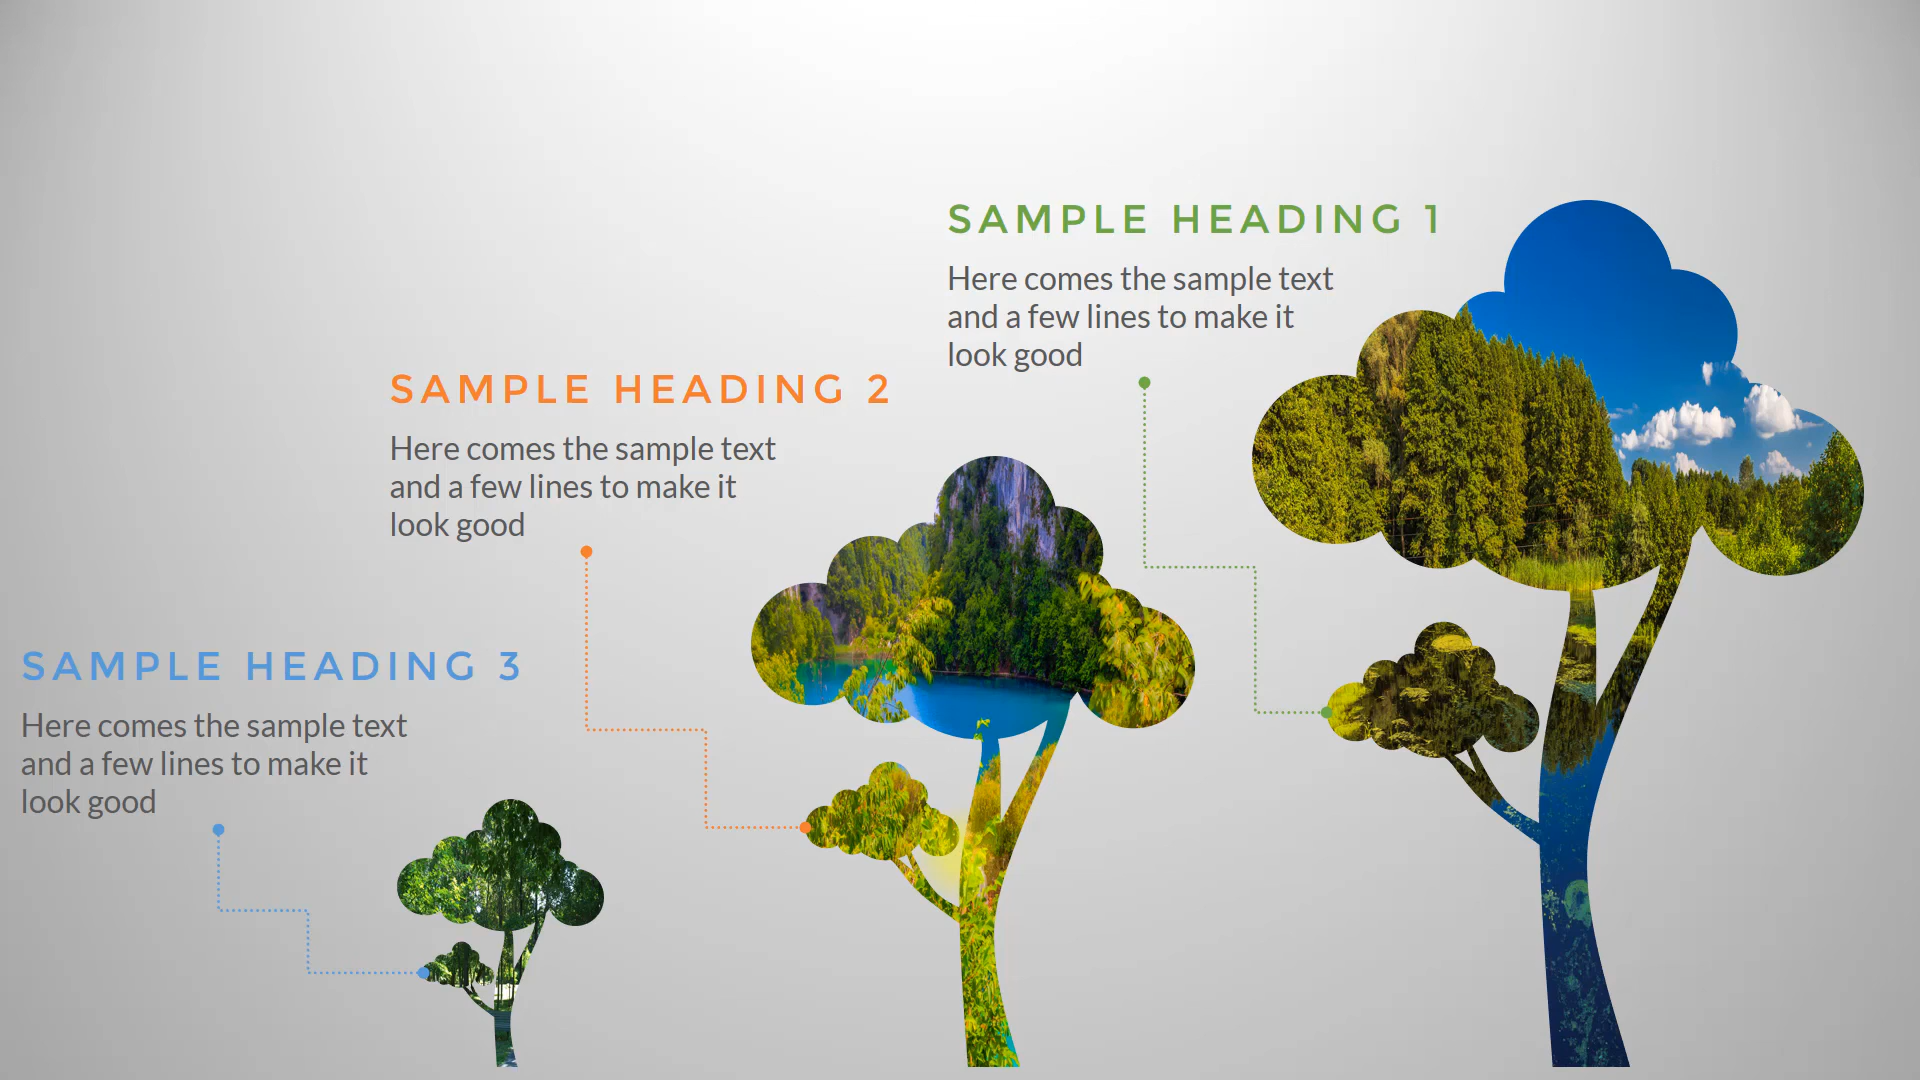 SAMPLE HEADING 1
Here comes the sample text
and a few lines to make it
look good
SAMPLE HEADING 2
Here comes the sample text
and a few lines to make it
look good
SAMPLE HEADING 3
Here comes the sample text
and a few lines to make it
look good